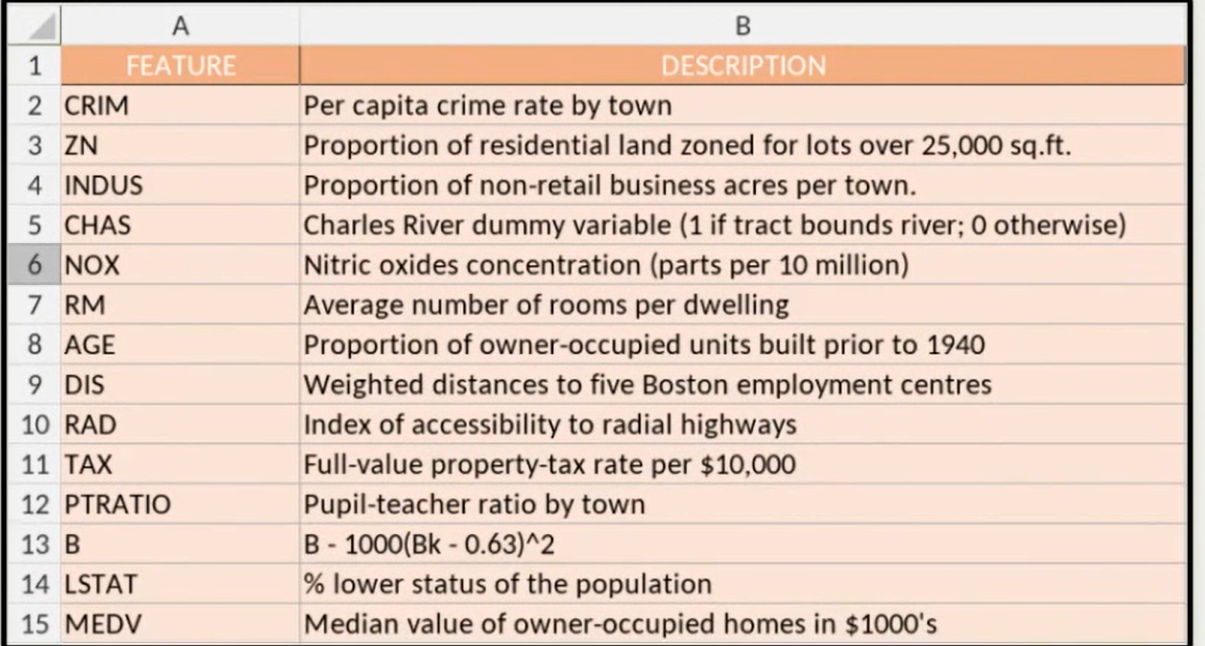 A B
1 FEATURE DESCRIPTION
2 CRIM Per capita crime rate by town
3 ZN Proportion of residential land zoned for lots over 25,000 sq.ft.
4 INDUS Proportion of non-retail business acres per town.
5 CHAS Charles River dummy variable (1 if tract bounds river; 0 otherwise)
6 NOX Nitric oxides concentration (parts per 10 million)
7 RM Average number of rooms per dwelling
8 AGE Proportion of owner-occupied units built prior to 1940
9 DIS Weighted distances to five Boston employment centres
10 RAD Index of accessibility to radial highways
11 TAX Full-value property-tax rate per $10,000
12 PTRATIO Pupil-teacher ratio by town
13 B B - 1000(Bk - 0.63)^2
14 LSTAT % lower status of the population
15 MEDV Median value of owner-occupied homes in $1000's